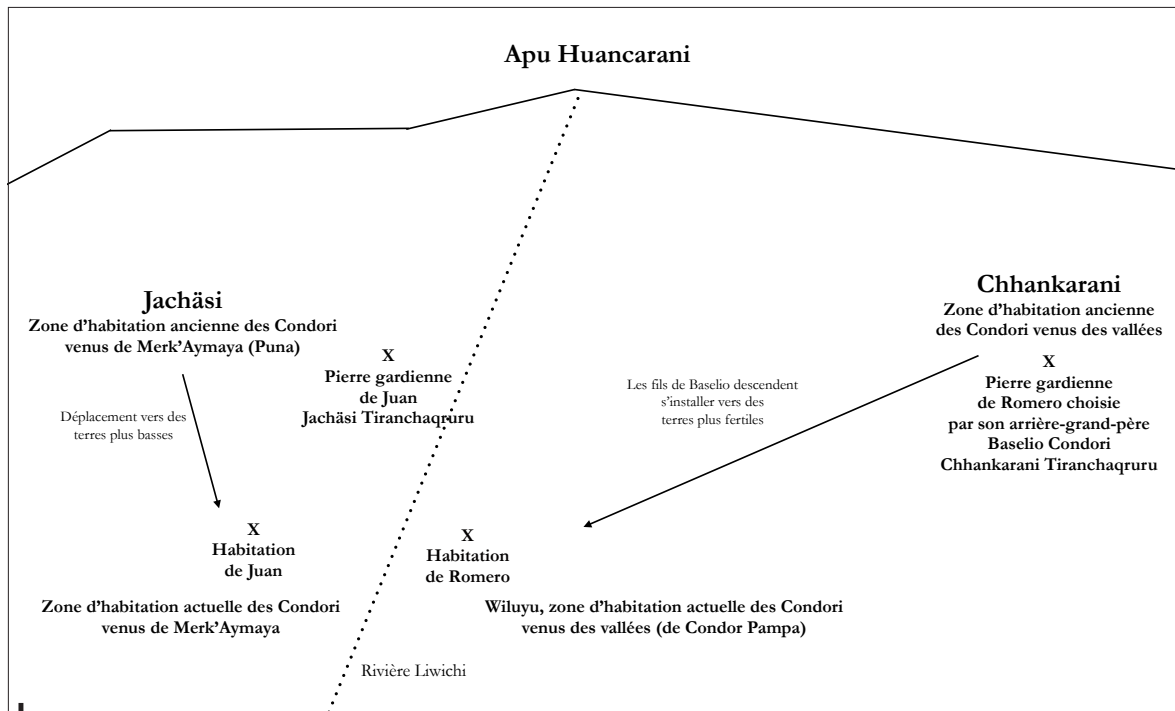 Apu Huancarani
Jachäsi
Zone d'habitation ancienne des Condori
venus de Merk'Aymaya (Puna)
X
Pierre gardienne
de Juan
Jachäsi Tiranchaqruru
Déplacement vers des
terres plus basses
X
Habitation
de Juan
Zone d'habitation actuelle des Condori
venus de Merk'Aymaya
Chhankarani
Zone d'habitation ancienne
des Condori venus des vallées
X
Pierre gardienne
de Romero choisie
par son arrière-grand-père
Baselio Condori
Chhankarani Tiranchaqruru
Les fils de Baselio descendent
s'installer vers des
terres plus fertiles
X
Habitation
de Romero
Wiluyu, zone d'habitation actuelle des Condori
venus des vallées (de Condor Pampa)
Rivière Liwichi